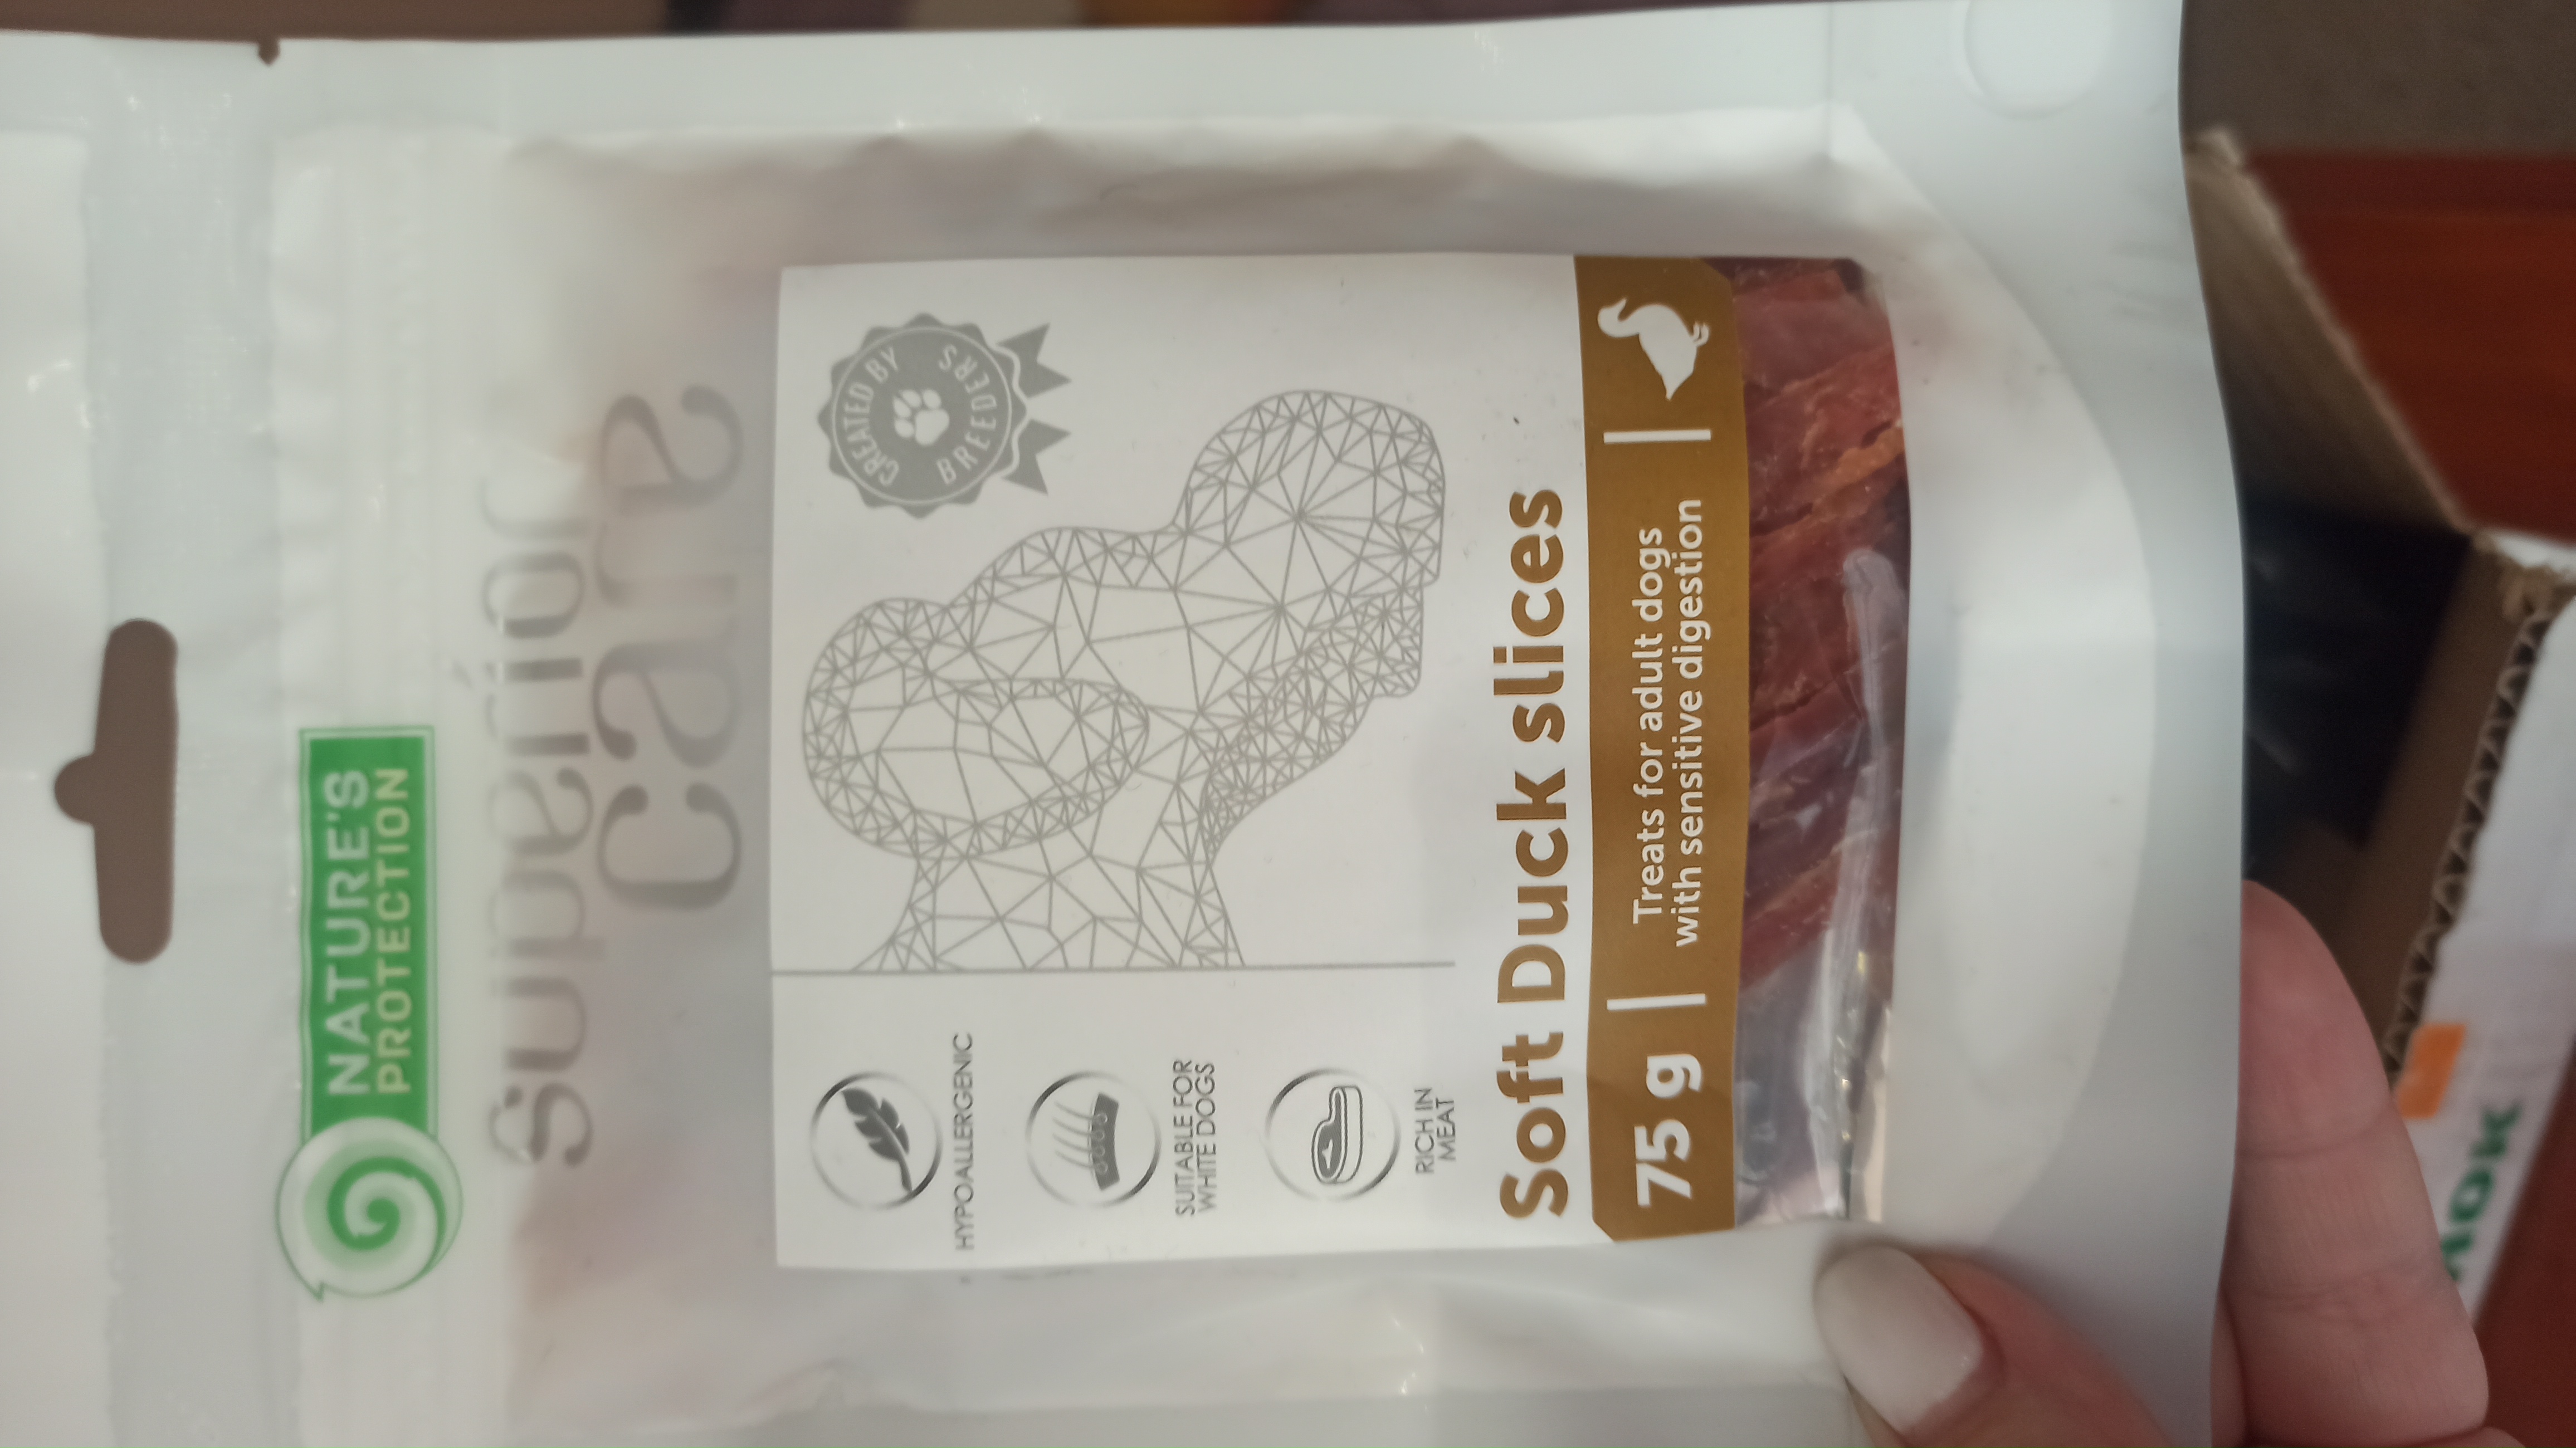 NATURE'S
PROTECTION
superior
care
CREATED BY
BREEDERS
HYPOALLERGENIC
SUITABLE FOR
WHITE DOGS
RICH IN
MEAT
Soft Duck slices
75 g
Treats for adult dogs
with sensitive digestion